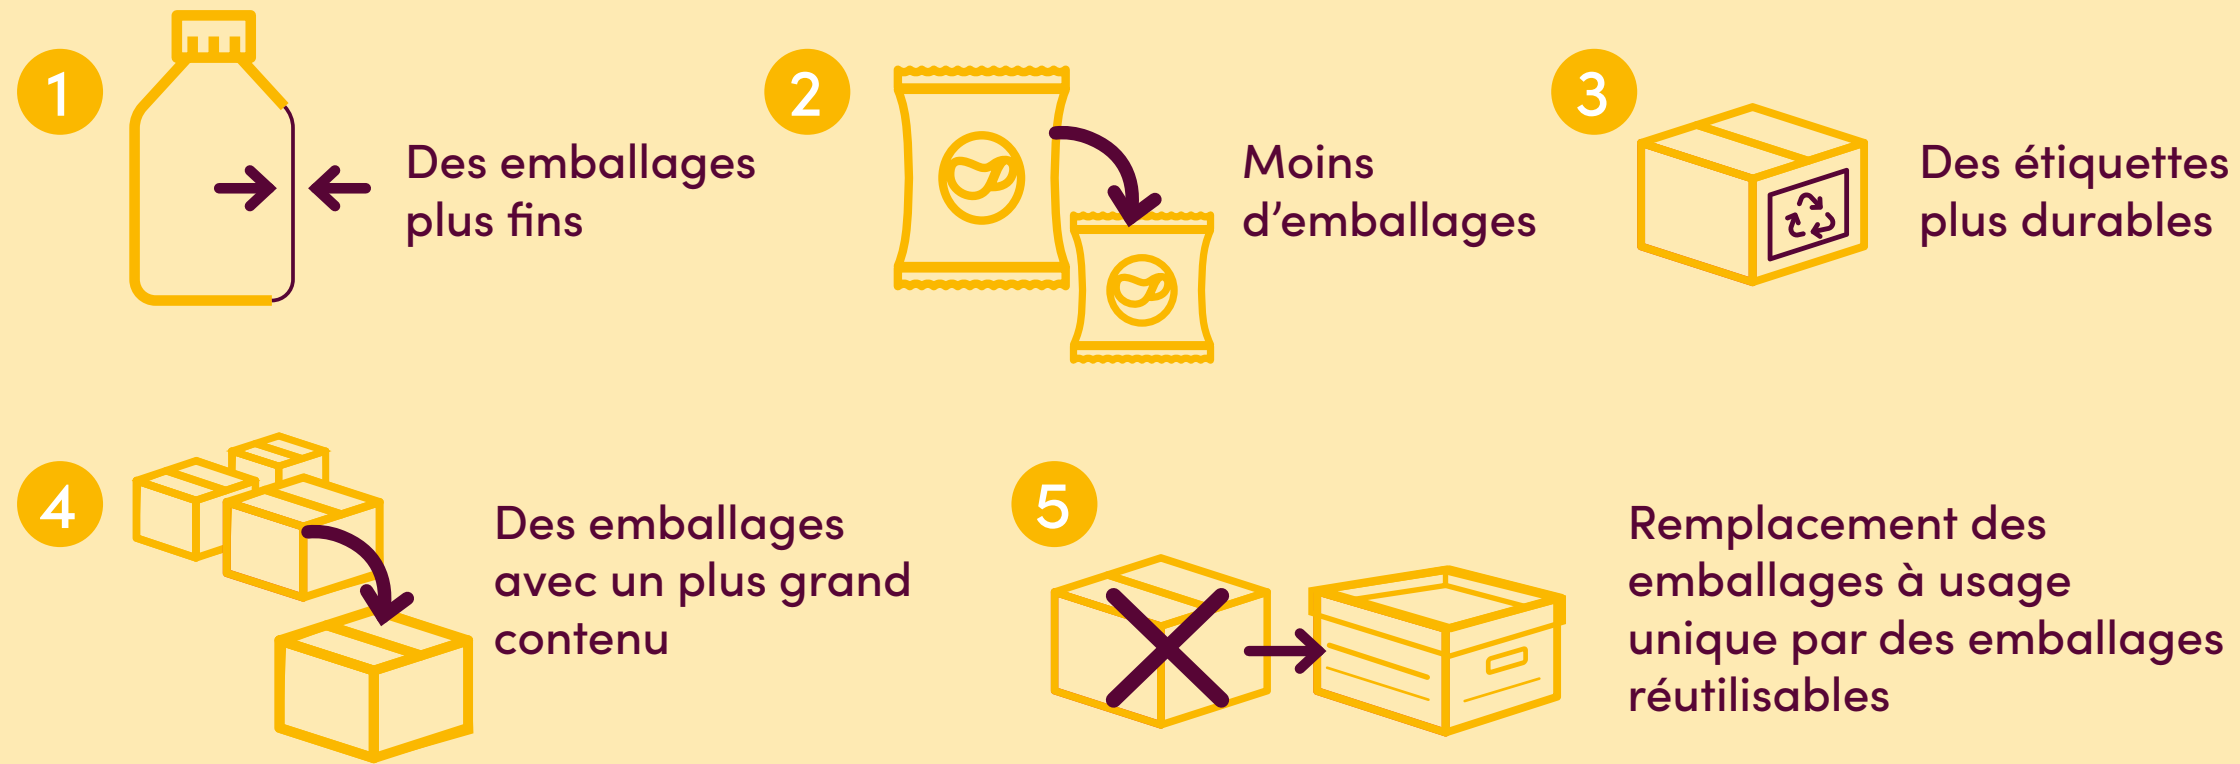 1
Des emballages
plus fins
2
Moins
d’emballages
3
Des étiquettes
plus durables
4
Des emballages
avec un plus grand
contenu
5
Remplacement des
emballages à usage
unique par des emballages
réutilisables